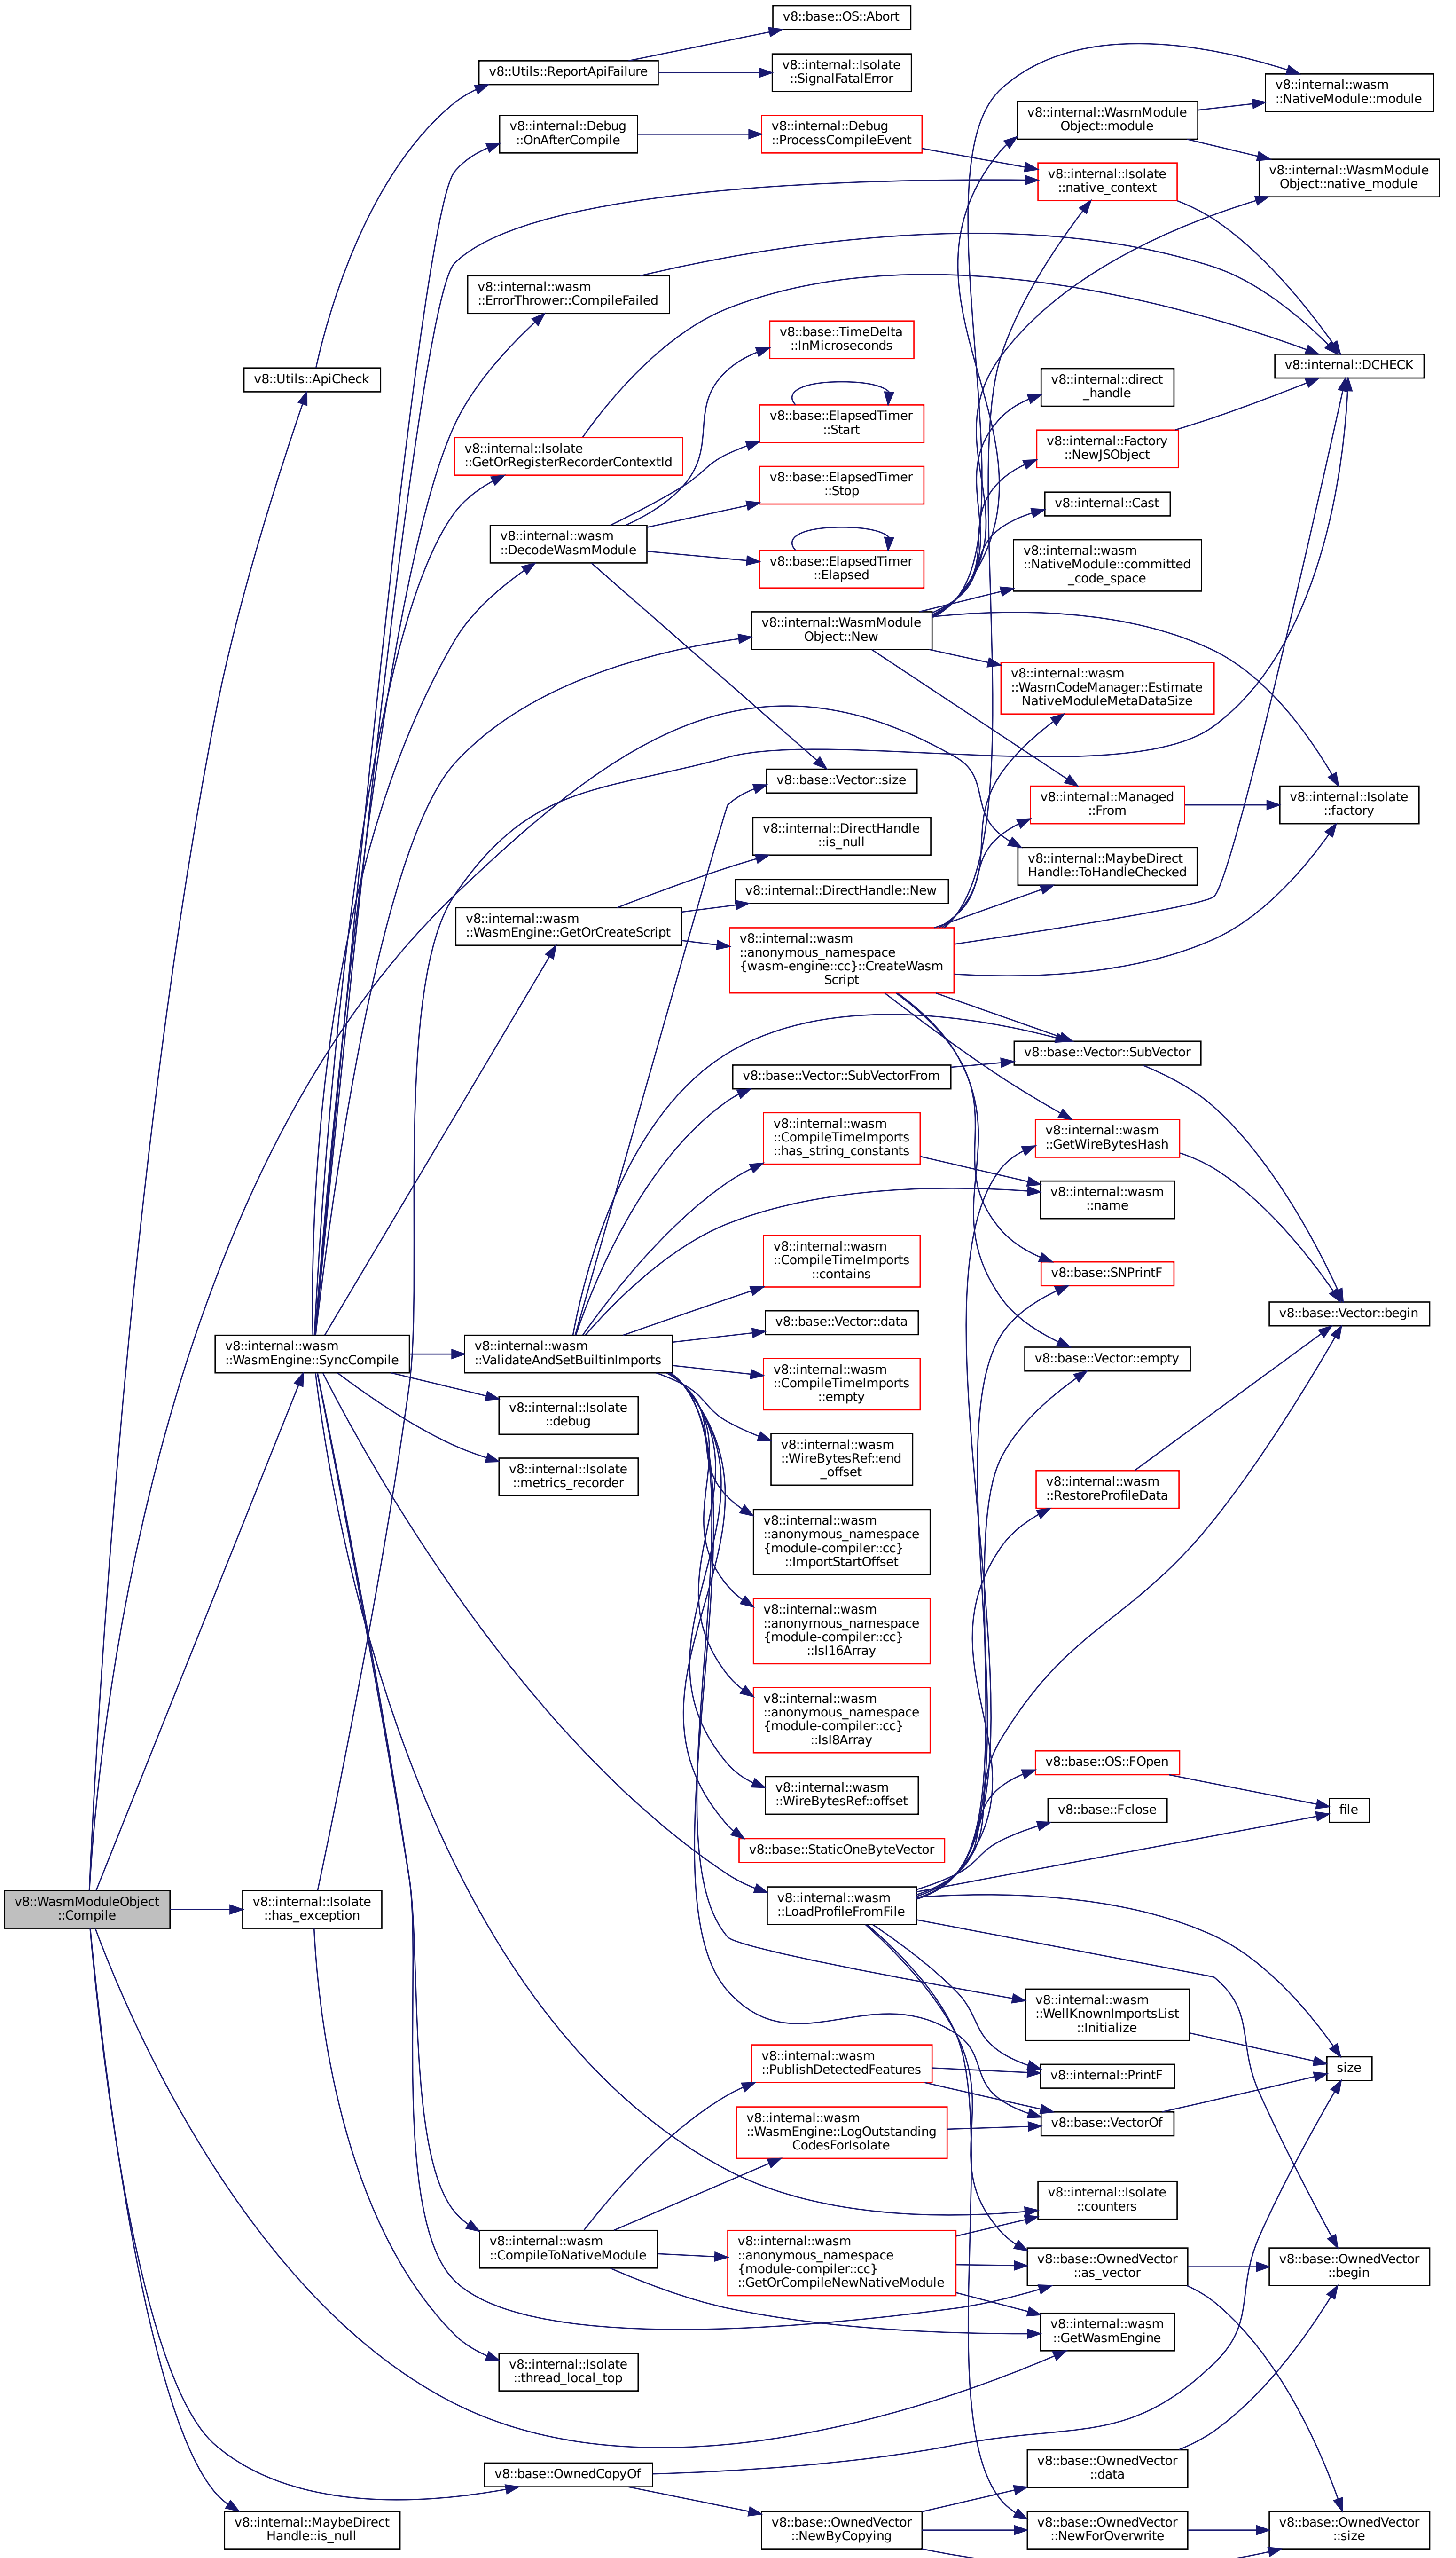 v8::base::OS::Abort
v8::Utils::ReportApiFailure
v8::internal::Isolate
::SignalFatalError
v8::internal::wasm
::NativeModule::module
v8::internal::WasmModule
Object::module
v8::internal::Debug
::OnAfterCompile
v8::internal::Debug
::ProcessCompileEvent
v8::internal::WasmModule
Object::native_module
v8::internal::Isolate
::native_context
v8::internal::wasm
::ErrorThrower::CompileFailed
v8::base::TimeDelta
::InMicroseconds
v8::internal::DCHECK
v8::Utils::ApiCheck
v8::internal::direct
_handle
v8::base::ElapsedTimer
::Start
v8::internal::Isolate
::GetOrRegisterRecorderContextId
v8::internal::Factory
::NewJSObject
v8::base::ElapsedTimer
::Stop
v8::internal::Cast
v8::internal::wasm
::DecodeWasmModule
v8::base::ElapsedTimer
::Elapsed
v8::internal::wasm
::NativeModule::committed
_code_space
v8::internal::WasmModule
Object::New
v8::internal::wasm
::WasmCodeManager::Estimate
NativeModuleMetaDataSize
v8::base::Vector::size
v8::internal::Managed
::From
v8::internal::Isolate
::factory
v8::internal::DirectHandle
::is_null
v8::internal::MaybeDirect
Handle::ToHandleChecked
v8::internal::DirectHandle::New
v8::internal::wasm
::WasmEngine::GetOrCreateScript
v8::internal::wasm
::anonymous_namespace
{wasm-engine::cc}::CreateWasm
Script
v8::base::Vector::SubVector
v8::base::Vector::SubVectorFrom
v8::internal::wasm
::CompileTimeImports
::has_string_constants
v8::internal::wasm
::GetWireBytesHash
v8::internal::wasm
::name
v8::internal::wasm
::CompileTimeImports
::contains
v8::base::SNPrintF
v8::base::Vector::begin
v8::base::Vector::data
v8::internal::wasm
::WasmEngine::SyncCompile
v8::internal::wasm
::ValidateAndSetBuiltinImports
v8::base::Vector::empty
v8::internal::wasm
::CompileTimeImports
::empty
v8::internal::Isolate
::debug
v8::internal::wasm
::WireBytesRef::end
_offset
v8::internal::Isolate
::metrics_recorder
v8::internal::wasm
::RestoreProfileData
v8::internal::wasm
::anonymous_namespace
{module-compiler::cc}
::ImportStartOffset
v8::internal::wasm
::anonymous_namespace
{module-compiler::cc}
::IsI16Array
v8::internal::wasm
::anonymous_namespace
{module-compiler::cc}
::IsI8Array
v8::base::OS::FOpen
v8::internal::wasm
::WireBytesRef::offset
v8::base::Fclose
file
v8::base::StaticOneByteVector
v8::WasmModuleObject
::Compile
v8::internal::Isolate
::has_exception
v8::internal::wasm
::LoadProfileFromFile
v8::internal::wasm
::WellKnownImportsList
::Initialize
v8::internal::wasm
::PublishDetectedFeatures
v8::internal::PrintF
size
v8::internal::wasm
::WasmEngine::LogOutstanding
CodesForIsolate
v8::base::VectorOf
v8::internal::Isolate
::counters
v8::internal::wasm
::CompileToNativeModule
v8::internal::wasm
::anonymous_namespace
{module-compiler::cc}
::GetOrCompileNewNativeModule
v8::base::OwnedVector
::as_vector
v8::base::OwnedVector
::begin
v8::internal::wasm
::GetWasmEngine
v8::internal::Isolate
::thread_local_top
v8::base::OwnedCopyOf
v8::base::OwnedVector
::data
v8::internal::MaybeDirect
Handle::is_null
v8::base::OwnedVector
::NewByCopying
v8::base::OwnedVector
::NewForOverwrite
v8::base::OwnedVector
::size